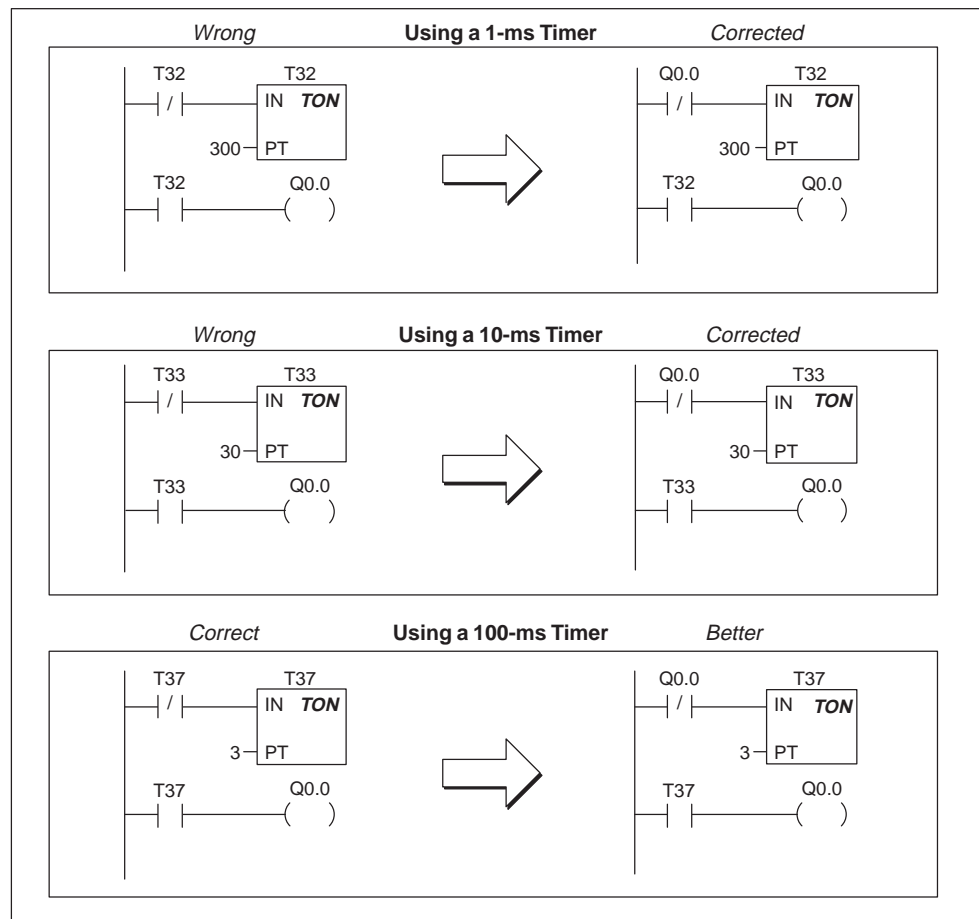 Wrong Using a 1-ms Timer Corrected
T32 T32 Q0.0 T32
/ IN TON / IN TON
300 PT 300 PT
T32 Q0.0 T32 Q0.0
Wrong Using a 10-ms Timer Corrected
T33 T33 Q0.0 T33
/ IN TON / IN TON
30 PT 30 PT
T33 Q0.0 T33 Q0.0
Correct Using a 100-ms Timer Better
T37 T37 Q0.0 T37
/ IN TON / IN TON
3 PT 3 PT
T37 Q0.0 T37 Q0.0